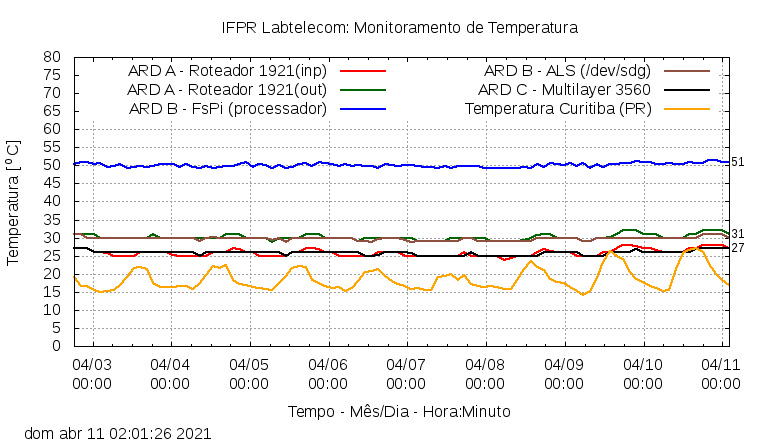 IFPR Labtelecom: Monitoramento de Temperatura
80
75
70
65
60
55
50
45
40
35
30
25
20
15
10
5
0
Temperatura [ ⁰ C]
ARD A - Roteador 1921(inp)
ARD A - Roteador 1921(out)
ARD B - FsPi (processador)
ARD B - ALS (/dev/sdg)
ARD C - Multilayer 3560
Temperatura Curitiba (PR)
51
31
27
04/03 04/04 04/05 04/06 04/07 04/08 04/09 04/10 04/11
00:00 00:00 00:00 00:00 00:00 00:00 00:00 00:00 00:00
Tempo - Mês/Dia - Hora:Minuto
dom abr 11 02:01:26 2021